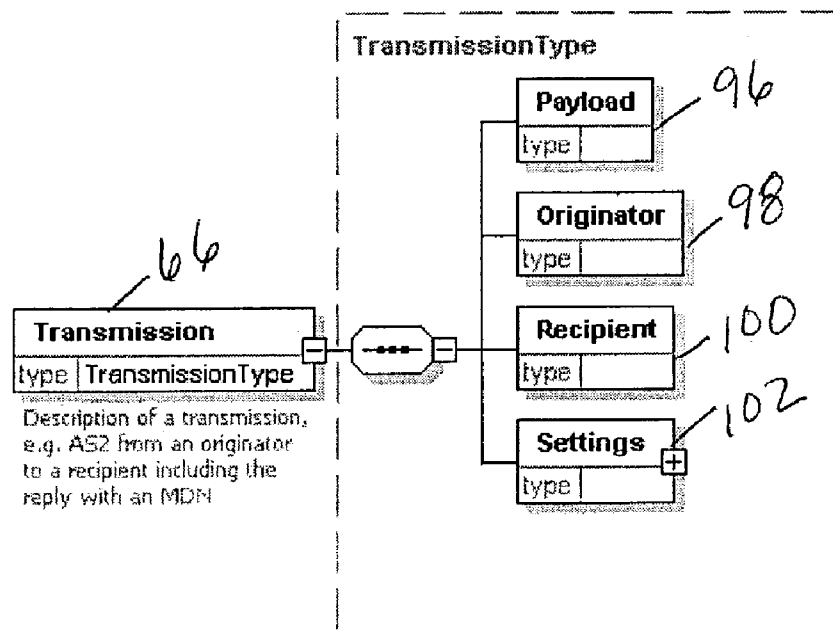 TransmissionType
Payload
type
96
Originator
type
98
66
Transmission
type TransmissionType
Description of a transmission,
e.g. AS2 from an originator
to a recipient including the
reply with an MDN
Recipient
type
100
Settings
type
102